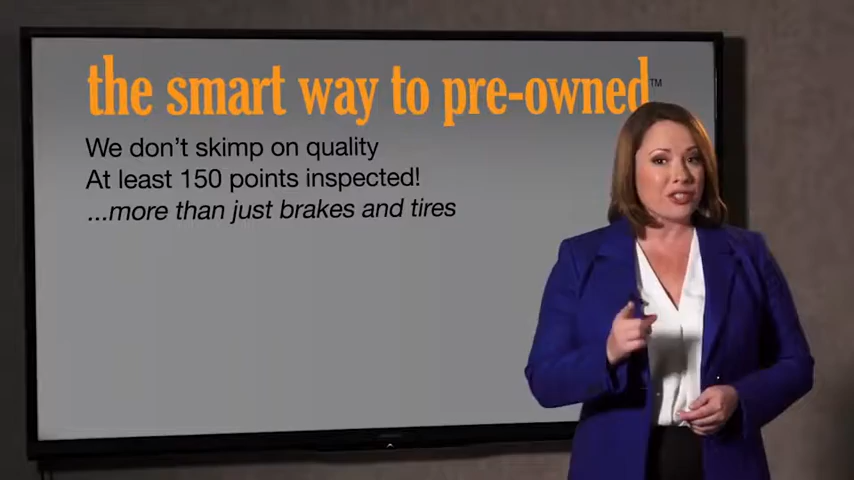 the smart way to pre-owned™
We don't skimp on quality
At least 150 points inspected!
...more than just brakes and tires